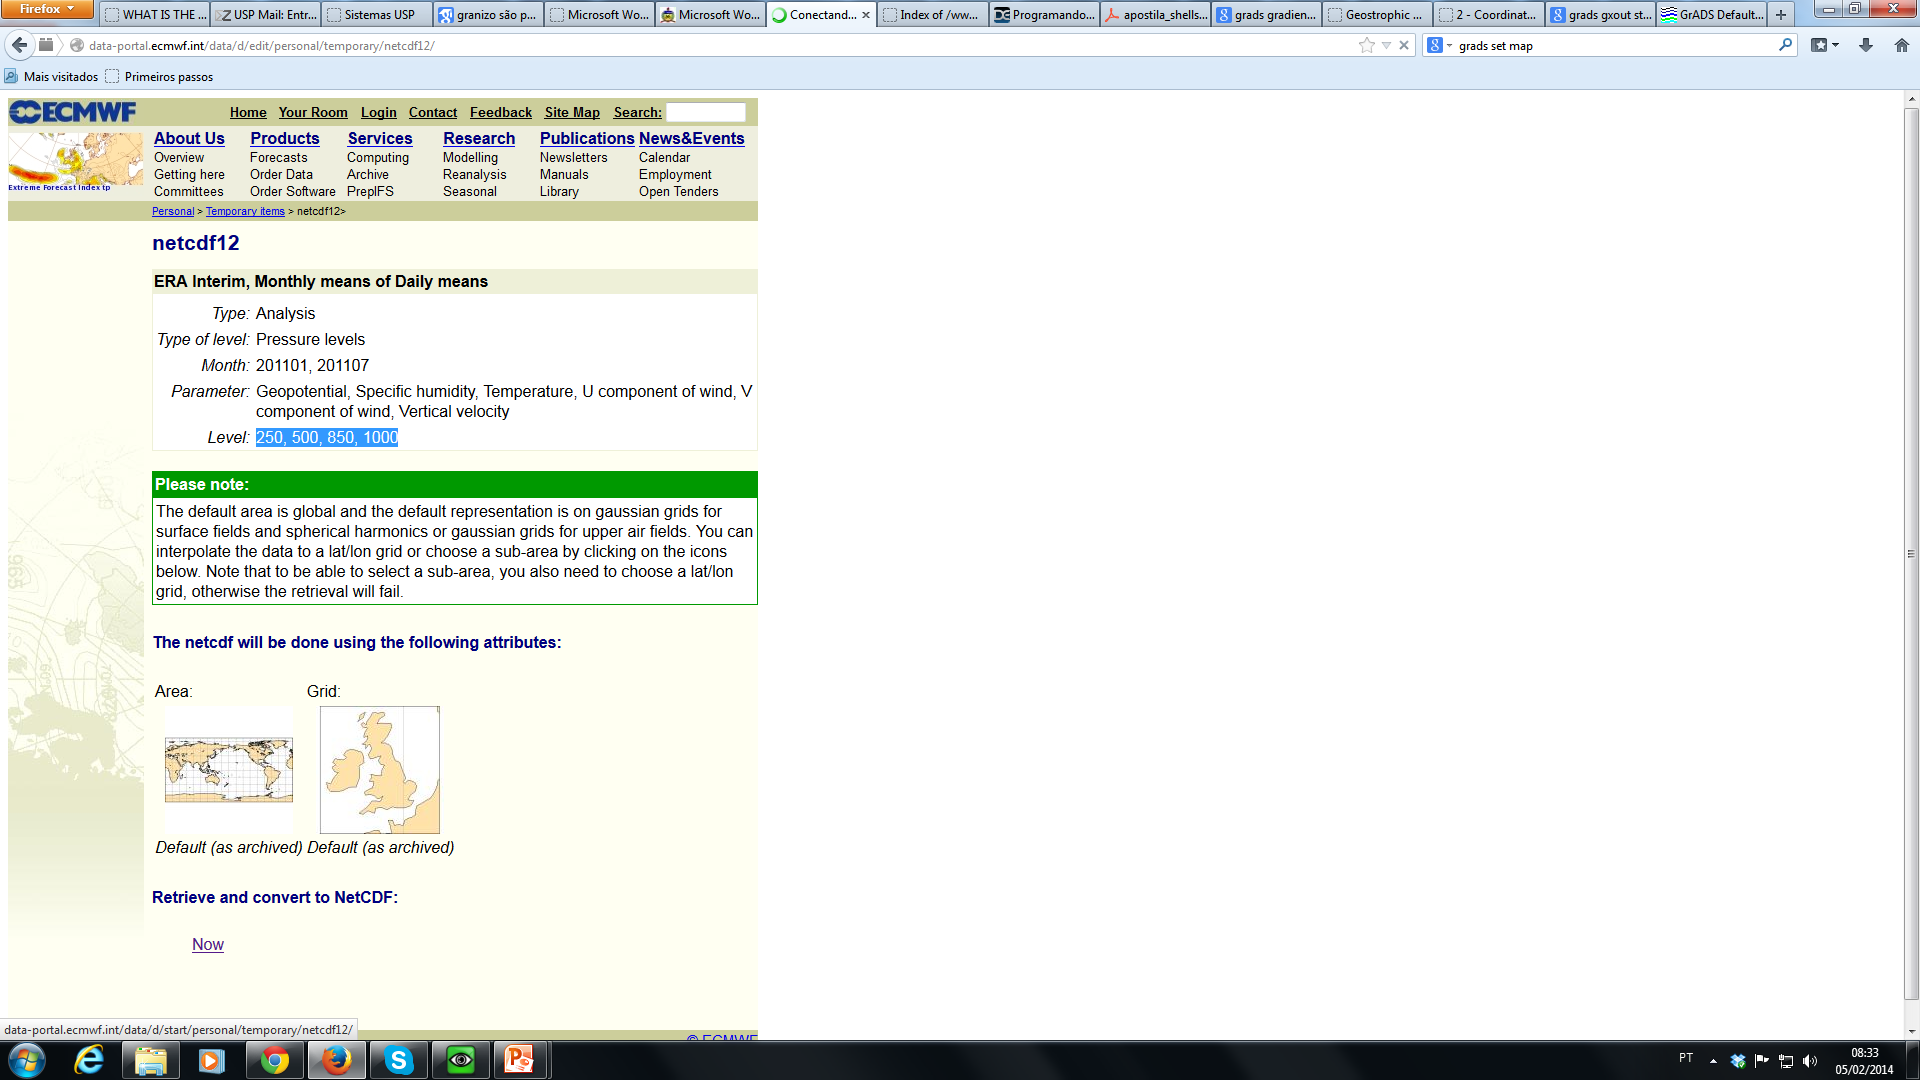 Firefox
WHAT IS THE ...
USP Mail: Entr...
Sistemas USP
granizo são p...
Microsoft Wo...
Microsoft Wo...
Conectand...
Index of /ww...
Programando...
apostila_shells...
grads gradien...
Geostrophic ...
2 - Coordinat...
grads gxout st...
GrADS Default...
data-portal.ecmwf.int/data/d/edit/personal/temporary/netcdf12/
grads set map
Mais visitados
Primeiros passos
ECMWF
Home Your Room Login Contact Feedback Site Map Search:
About Us Products Services Research Publications News&Events
Overview Forecasts Computing Modelling Newsletters Calendar
Getting here Order Data Archive Reanalysis Manuals Employment
Committees Order Software PrepIFS Seasonal Library Open Tenders
Extreme Forecast Index tp
Personal > Temporary items > netcdf12>
netcdf12
ERA Interim, Monthly means of Daily means
Type: Analysis
Type of level: Pressure levels
Month: 201101, 201107
Parameter: Geopotential, Specific humidity, Temperature, U component of wind, V
component of wind, Vertical velocity
Level: 250, 500, 850, 1000
Please note:
The default area is global and the default representation is on gaussian grids for
surface fields and spherical harmonics or gaussian grids for upper air fields. You can
interpolate the data to a lat/lon grid or choose a sub-area by clicking on the icons
below. Note that to be able to select a sub-area, you also need to choose a lat/lon
grid, otherwise the retrieval will fail.
The netcdf will be done using the following attributes:
Area: Grid:
Default (as archived) Default (as archived)
Retrieve and convert to NetCDF:
Now
data-portal.ecmwf.int/data/d/start/personal/temporary/netcdf12/
© ECMWF
PT
08:33
05/02/2014